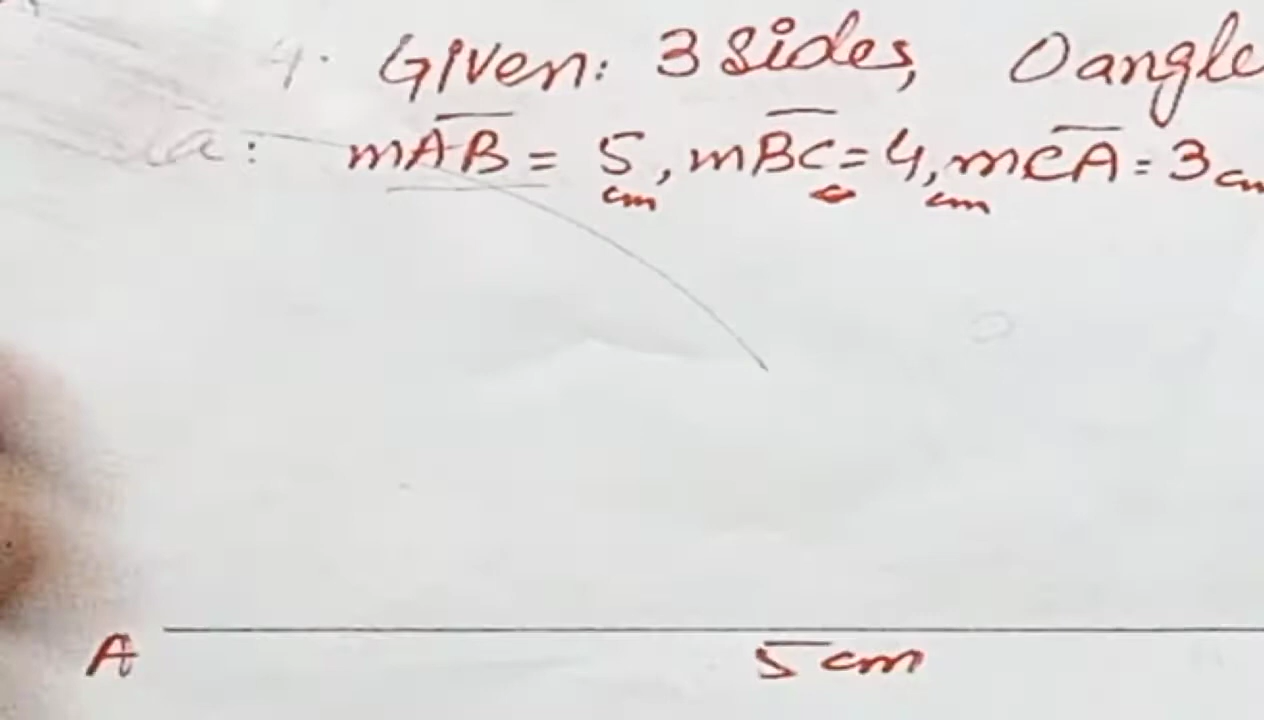 4. Given: 3 sides, 0 angle
a: mAB = 5 cm, mBC = 4 cm, mCA = 3 cm
A
5 cm